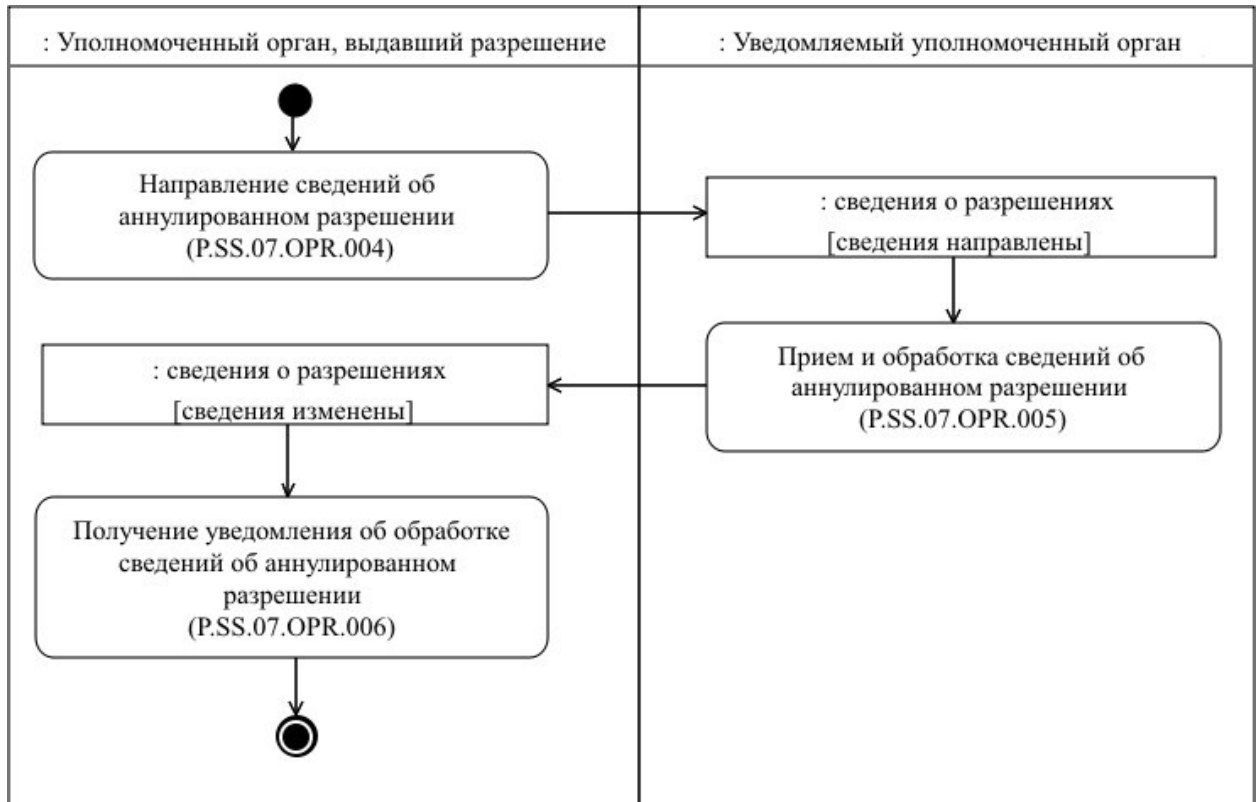 : Уполномоченный орган, выдавший разрешение
: Уведомляемый уполномоченный орган
Направление сведений об
аннулированном разрешении
(P.SS.07.OPR.004)
: сведения о разрешениях
[сведения направлены]
Прием и обработка сведений об
аннулированном разрешении
(P.SS.07.OPR.005)
: сведения о разрешениях
[сведения изменены]
Получение уведомления об обработке
сведений об аннулированном
разрешении
(P.SS.07.OPR.006)